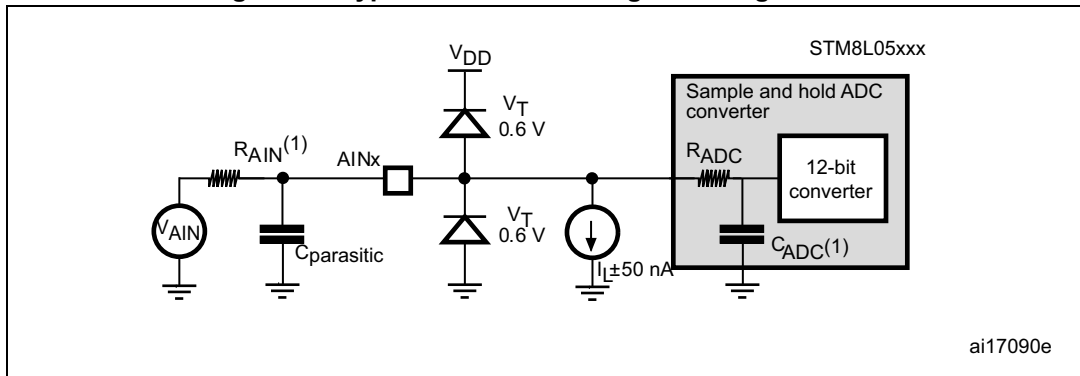 STM8L05xxx
VDD
Sample and hold ADC
converter
VT
0.6 V
RAIN(1)
AINx
RADC
12-bit
converter
VAIN
Cparasitic
VT
0.6 V
IL±50 nA
CADC(1)
ai17090e